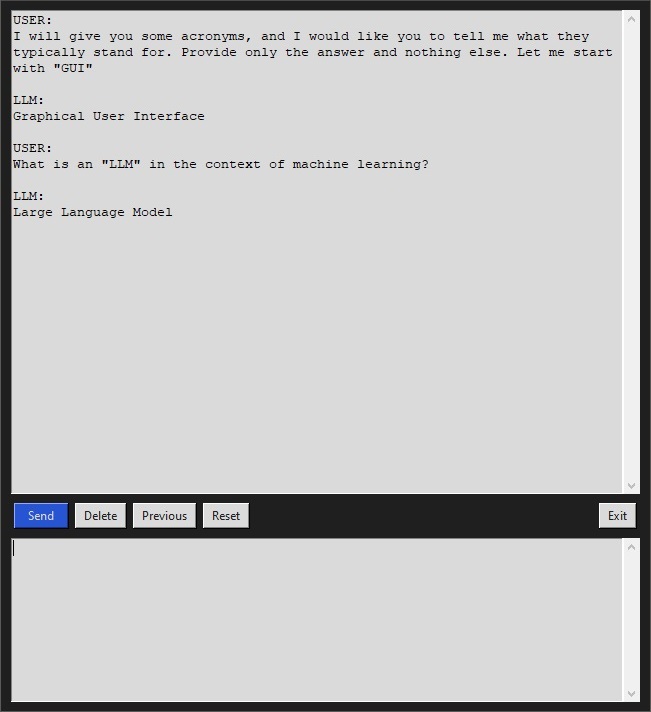 USER:
I will give you some acronyms, and I would like you to tell me what they
typically stand for. Provide only the answer and nothing else. Let me start
with "GUI"
LLM:
Graphical User Interface
USER:
What is an "LLM" in the context of machine learning?
LLM:
Large Language Model
Send Delete Previous Reset Exit